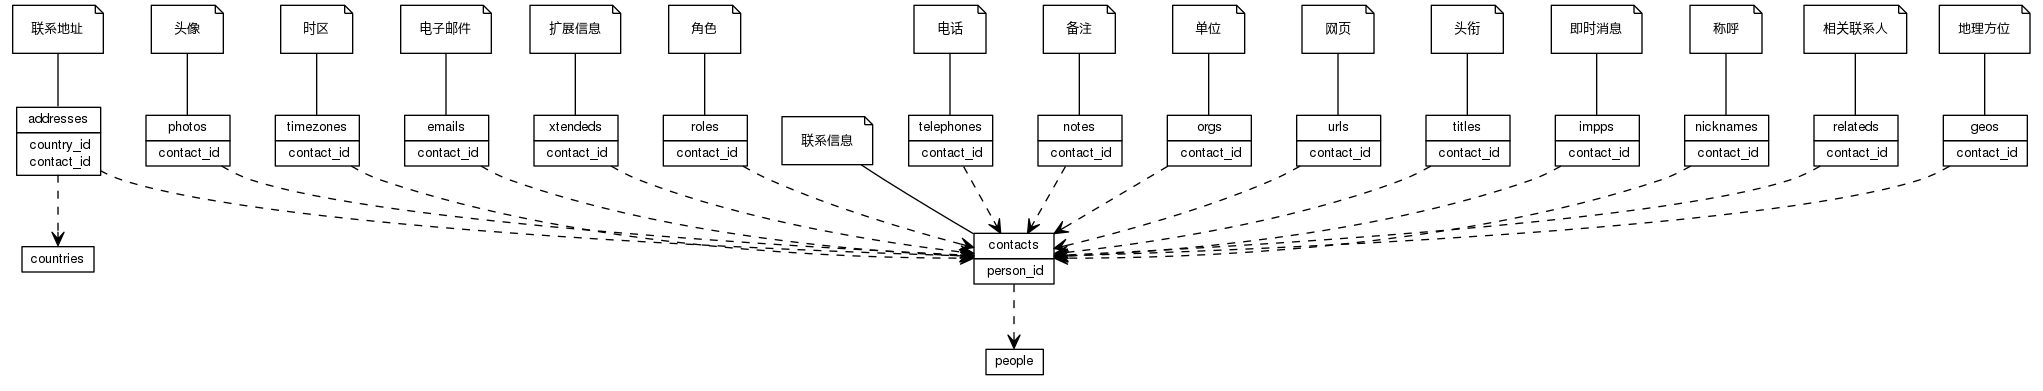 联系地址
头像
时区
电子邮件
扩展信息
角色
电话
备注
单位
网页
头衔
即时消息
称呼
相关联系人
地理方位
addresses
country_id
contact_id
photos
contact_id
timezones
contact_id
emails
contact_id
xtendeds
contact_id
roles
contact_id
联系信息
telephones
contact_id
notes
contact_id
orgs
contact_id
urls
contact_id
titles
contact_id
impps
contact_id
nicknames
contact_id
relateds
contact_id
geos
contact_id
countries
contacts
person_id
people